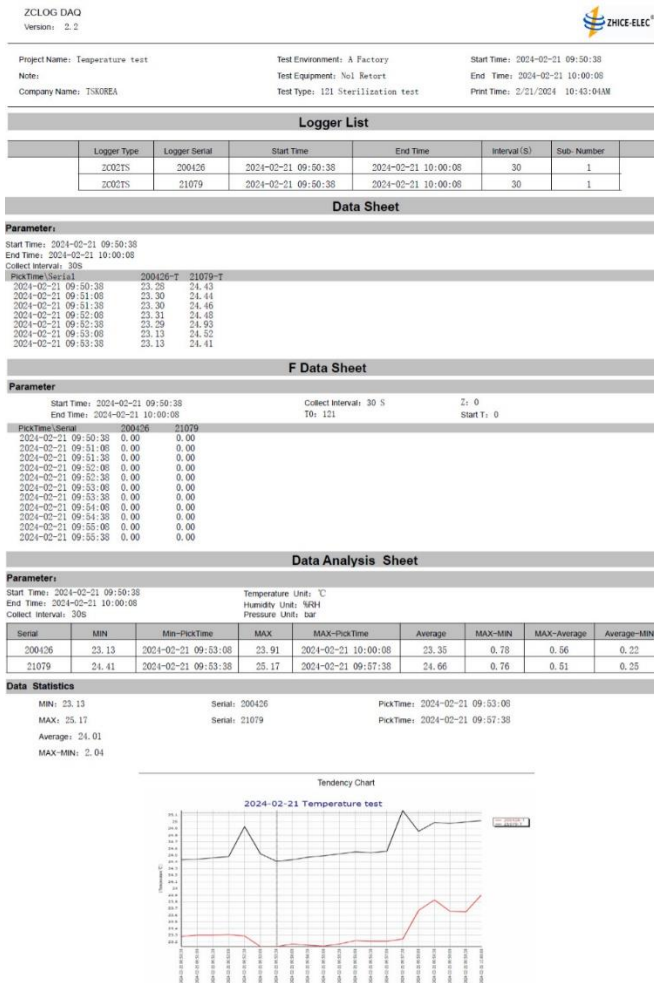 ZCLOG DAQ
Version: 2.2
ZHICE-ELEC®
Project Name: Temperature test Test Environment: A Factory Start Time: 2024-02-21 09:50:38
Note: Test Equipment: No1 Retort End Time: 2024-02-21 10:00:08
Company Name: TSKOREA Test Type: 121 Sterilization test Print Time: 2/21/2024 10:43:04AM
Logger List
Logger Type Logger Serial Start Time End Time Interval(S) Sub- Number
ZC02TS 200426 2024-02-21 09:50:38 2024-02-21 10:00:08 30 1
ZC02TS 21079 2024-02-21 09:50:38 2024-02-21 10:00:08 30 1
Data Sheet
Parameter:
Start Time: 2024-02-21 09:50:38
End Time: 2024-02-21 10:00:08
Collect Interval: 30S
PickTime\Serial 200426-T 21079-T
2024-02-21 09:50:38 23.28 24.43
2024-02-21 09:51:08 23.30 24.44
2024-02-21 09:51:38 23.30 24.46
2024-02-21 09:52:08 23.31 24.48
2024-02-21 09:52:38 23.29 24.93
2024-02-21 09:53:08 23.13 24.52
2024-02-21 09:53:38 23.13 24.41
F Data Sheet
Parameter
Start Time: 2024-02-21 09:50:38 Collect Interval: 30 S Z: 0
End Time: 2024-02-21 10:00:08 T0: 121 Start T: 0
PickTime\Serial 200426 21079
2024-02-21 09:50:38 0.00 0.00
2024-02-21 09:51:08 0.00 0.00
2024-02-21 09:51:38 0.00 0.00
2024-02-21 09:52:08 0.00 0.00
2024-02-21 09:52:38 0.00 0.00
2024-02-21 09:53:08 0.00 0.00
2024-02-21 09:53:38 0.00 0.00
2024-02-21 09:54:08 0.00 0.00
2024-02-21 09:54:38 0.00 0.00
2024-02-21 09:55:08 0.00 0.00
2024-02-21 09:55:38 0.00 0.00
Data Analysis Sheet
Parameter:
Start Time: 2024-02-21 09:50:38 Temperature Unit: ℃
End Time: 2024-02-21 10:00:08 Humidity Unit: %RH
Collect Interval: 30S Pressure Unit: bar
Serial MIN Min-PickTime MAX MAX-PickTime Average MAX-MIN MAX-Average Average-MIN
200426 23.13 2024-02-21 09:53:08 23.91 2024-02-21 10:00:08 23.35 0.78 0.56 0.22
21079 24.41 2024-02-21 09:53:38 25.17 2024-02-21 09:57:38 24.66 0.76 0.51 0.25
Data Statistics
MIN: 23.13 Serial: 200426 PickTime: 2024-02-21 09:53:08
MAX: 25.17 Serial: 21079 PickTime: 2024-02-21 09:57:38
Average: 24.01
MAX-MIN: 2.04
Tendency Chart
2024-02-21 Temperature test